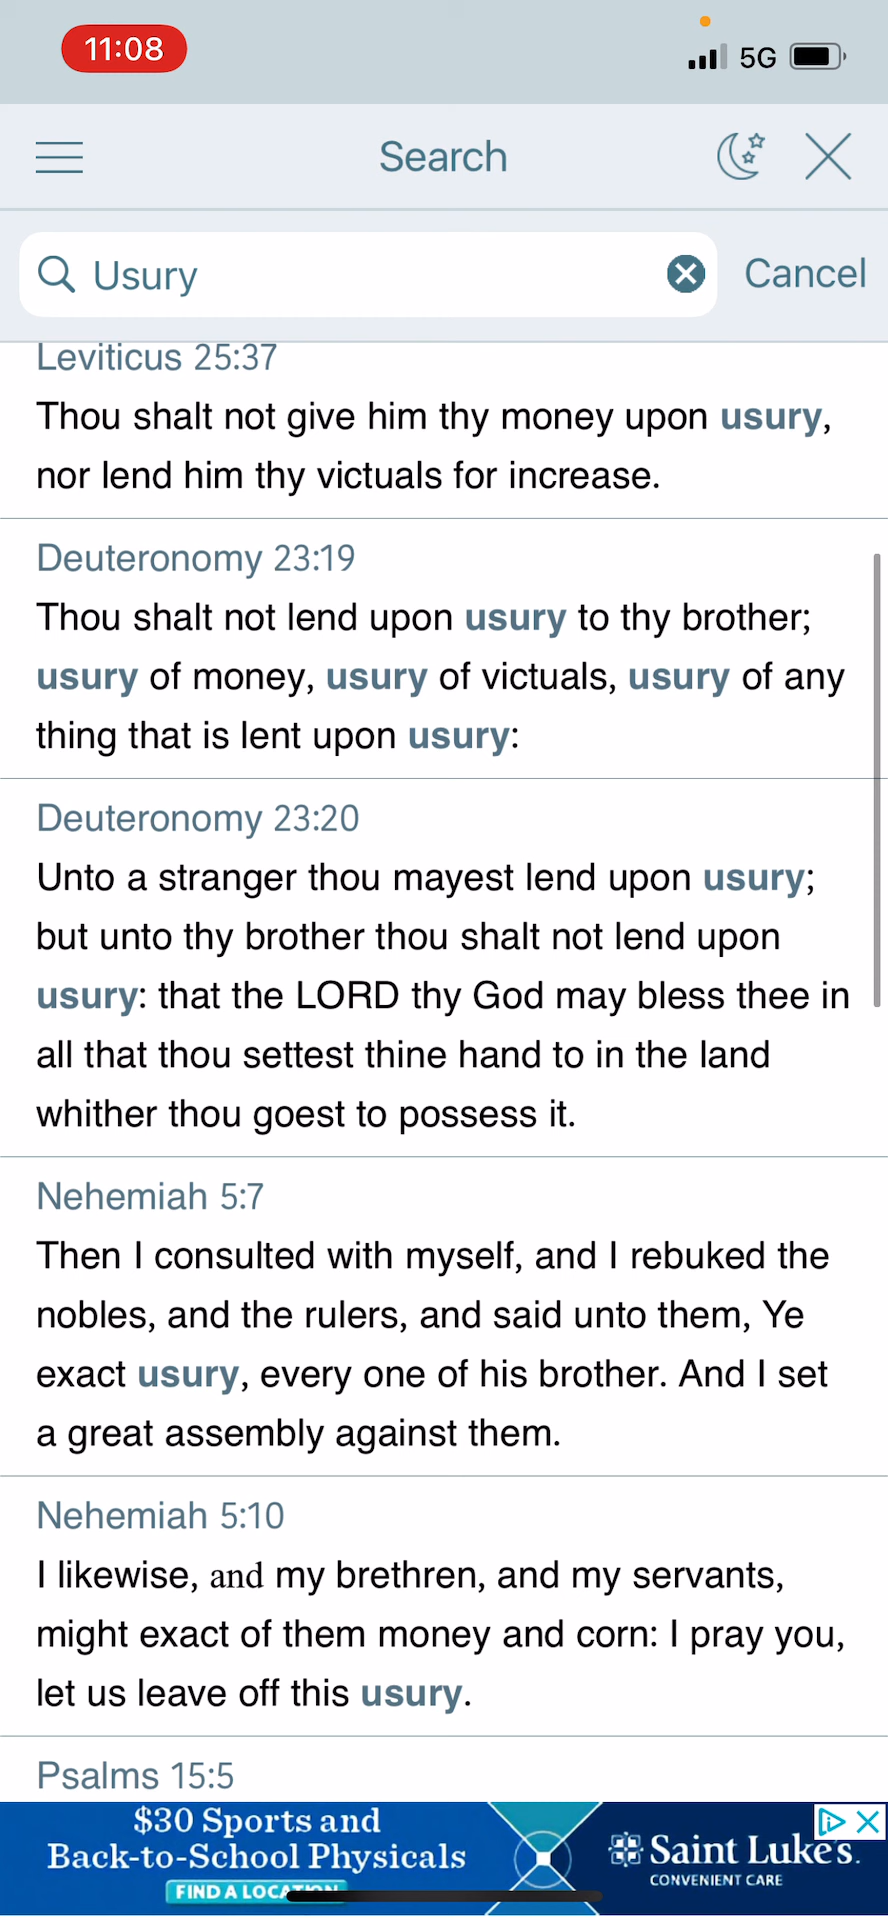 11:08
5G
Search
Usury
Cancel
Leviticus 25:37
Thou shalt not give him thy money upon usury,
nor lend him thy victuals for increase.
Deuteronomy 23:19
Thou shalt not lend upon usury to thy brother;
usury of money, usury of victuals, usury of any
thing that is lent upon usury:
Deuteronomy 23:20
Unto a stranger thou mayest lend upon usury;
but unto thy brother thou shalt not lend upon
usury: that the LORD thy God may bless thee in
all that thou settest thine hand to in the land
whither thou goest to possess it.
Nehemiah 5:7
Then I consulted with myself, and I rebuked the
nobles, and the rulers, and said unto them, Ye
exact usury, every one of his brother. And I set
a great assembly against them.
Nehemiah 5:10
I likewise, and my brethren, and my servants,
might exact of them money and corn: I pray you,
let us leave off this usury.
Psalms 15:5
$30 Sports and
Back-to-School Physicals
FIND A LOCATION
Saint Luke's.
CONVENIENT CARE